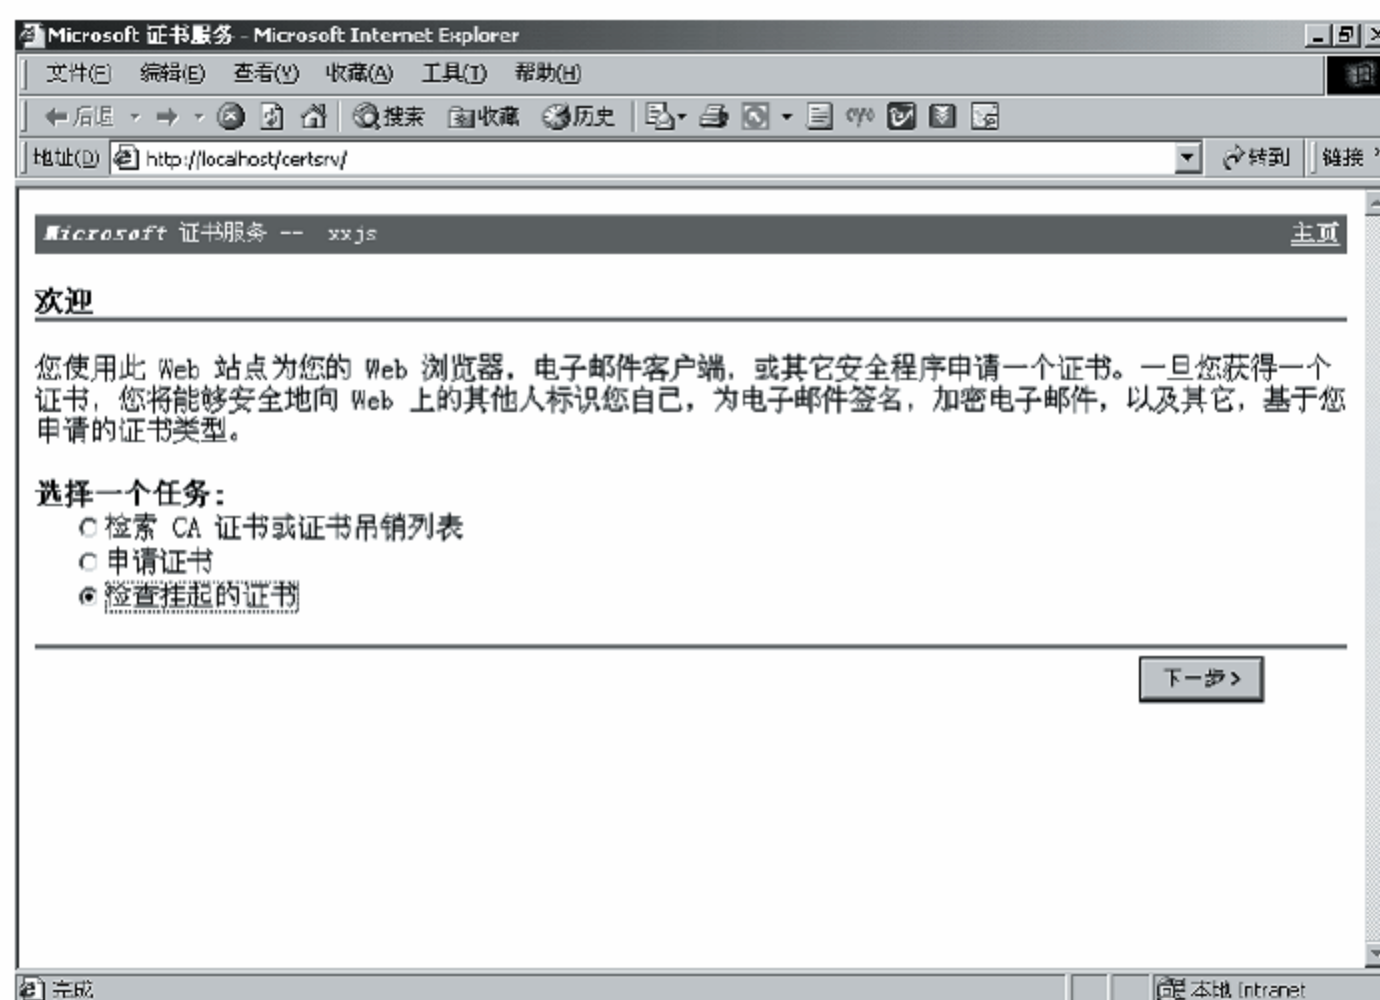 Microsoft 证书服务 - Microsoft Internet Explorer
文件(F) 编辑(E) 查看(V) 收藏(A) 工具(T) 帮助(H)
后退 搜索 收藏 历史
地址(D) http://localhost/certsrv/ 转到 链接 »
Microsoft 证书服务 -- xxjs 主页
欢迎
您使用此 Web 站点为您的 Web 浏览器，电子邮件客户端，或其它安全程序申请一个证书。一旦您获得一个
证书，您将能够安全地向 Web 上的其他人标识您自己，为电子邮件签名，加密电子邮件，以及其它，基于您
申请的证书类型。
选择一个任务:
检索 CA 证书或证书吊销列表
申请证书
检查挂起的证书
下一步 >
完成 本地 Intranet